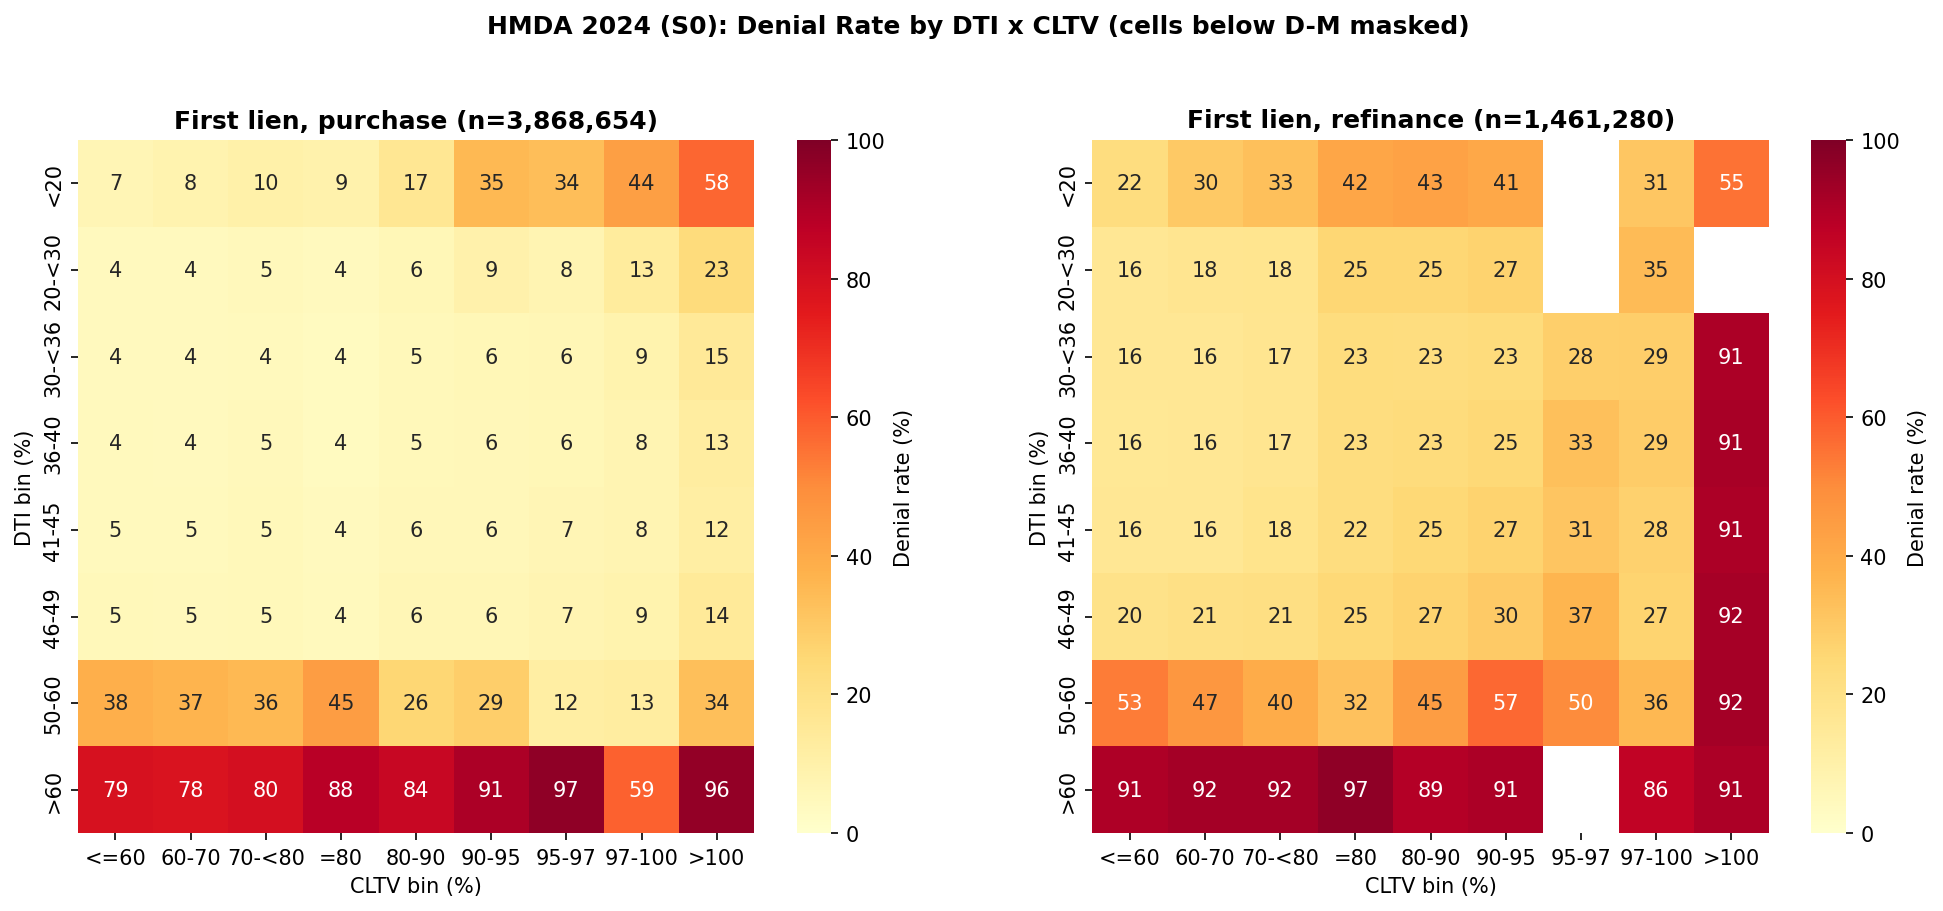 HMDA 2024 (S0): Denial Rate by DTI x CLTV (cells below D-M masked)
First lien, purchase (n=3,868,654)
DTI bin (%)
<20 7 8 10 9 17 35 34 44 58
20-<30 4 4 5 4 6 9 8 13 23
30-<36 4 4 4 4 5 6 6 9 15
36-40 4 4 5 4 5 6 6 8 13
41-45 5 5 5 4 6 6 7 8 12
46-49 5 5 5 4 6 6 7 9 14
50-60 38 37 36 45 26 29 12 13 34
>60 79 78 80 88 84 91 97 59 96
<=60 60-70 70-<80 =80 80-90 90-95 95-97 97-100 >100
CLTV bin (%)
100
80
60
40
20
0
Denial rate (%)
First lien, refinance (n=1,461,280)
DTI bin (%)
<20 22 30 33 42 43 41 31 55
20-<30 16 18 18 25 25 27 35
30-<36 16 16 17 23 23 23 28 29 91
36-40 16 16 17 23 23 25 33 29 91
41-45 16 16 18 22 25 27 31 28 91
46-49 20 21 21 25 27 30 37 27 92
50-60 53 47 40 32 45 57 50 36 92
>60 91 92 92 97 89 91 86 91
<=60 60-70 70-<80 =80 80-90 90-95 95-97 97-100 >100
CLTV bin (%)
100
80
60
40
20
0
Denial rate (%)